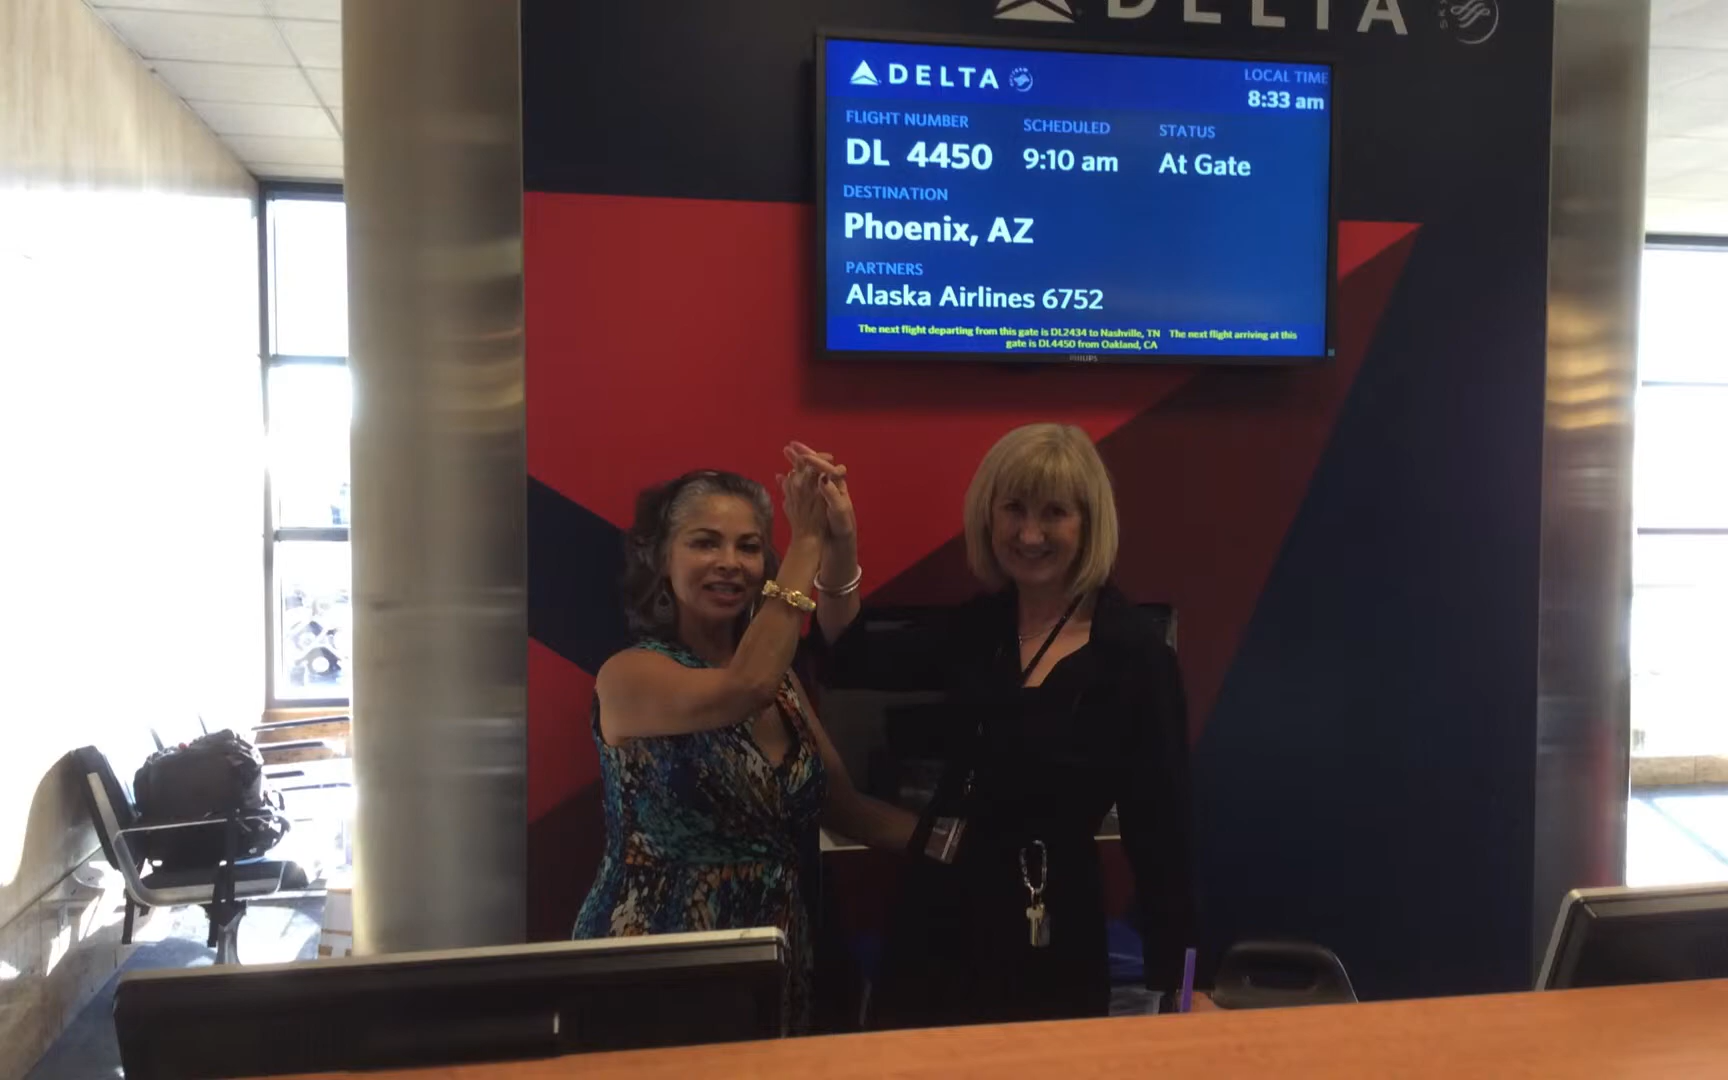 DELTA
DELTA
LOCAL TIME
8:33 am
FLIGHT NUMBER SCHEDULED STATUS
DL 4450 9:10 am At Gate
DESTINATION
Phoenix, AZ
PARTNERS
Alaska Airlines 6752
The next flight departing from this gate is DL2434 to Nashville, TN The next flight arriving at this
gate is DL4450 from Oakland, CA
PHILIPS